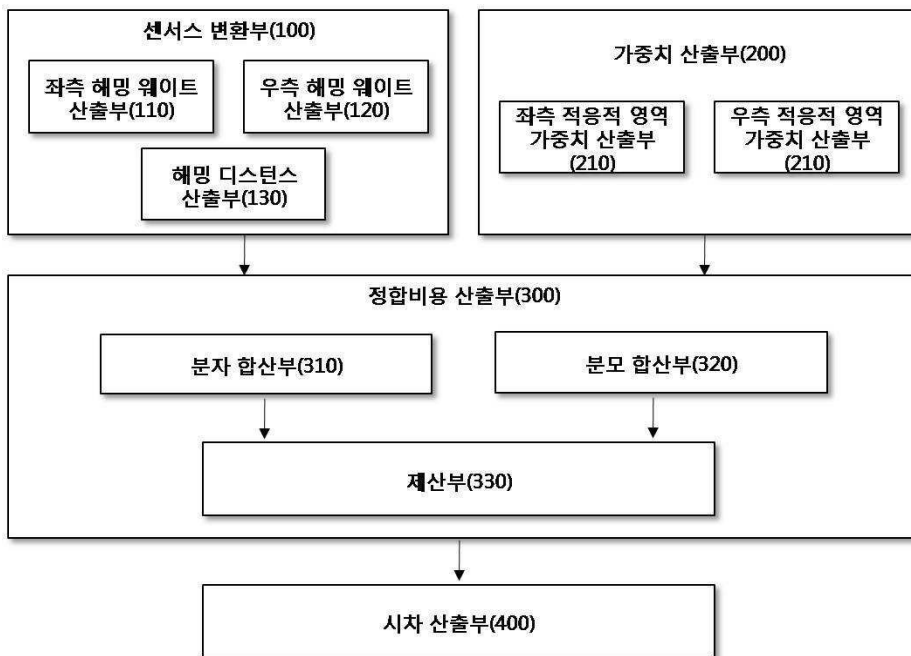 센서스 변환부(100)
좌측 해밍 웨이트
산출부(110)
우측 해밍 웨이트
산출부(120)
해밍 디스턴스
산출부(130)
가중치 산출부(200)
좌측 적응적 영역
가중치 산출부
(210)
우측 적응적 영역
가중치 산출부
(210)
정합비용 산출부(300)
분자 합산부(310)
분모 합산부(320)
제산부(330)
시차 산출부(400)